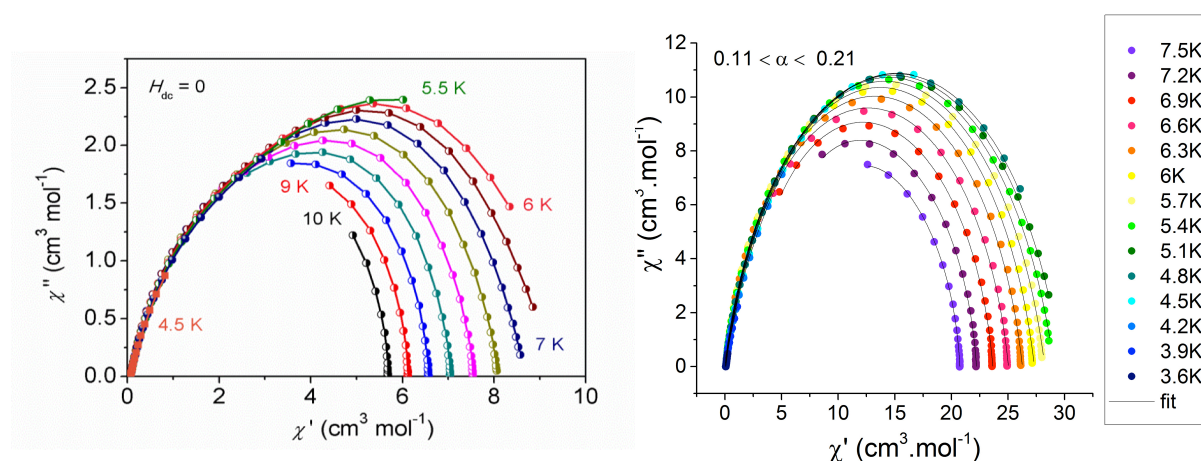 H_dc = 0
5.5 K
6 K
9 K
10 K
7 K
4.5 K
2.5
2.0
1.5
1.0
0.5
0.0
0 2 4 6 8 10
χ'' (cm³ mol⁻¹)
χ' (cm³ mol⁻¹)
0.11 < α < 0.21
12
10
8
6
4
2
0
0 5 10 15 20 25 30
χ'' (cm³.mol⁻¹)
χ' (cm³.mol⁻¹)
7.5K
7.2K
6.9K
6.6K
6.3K
6K
5.7K
5.4K
5.1K
4.8K
4.5K
4.2K
3.9K
3.6K
fit